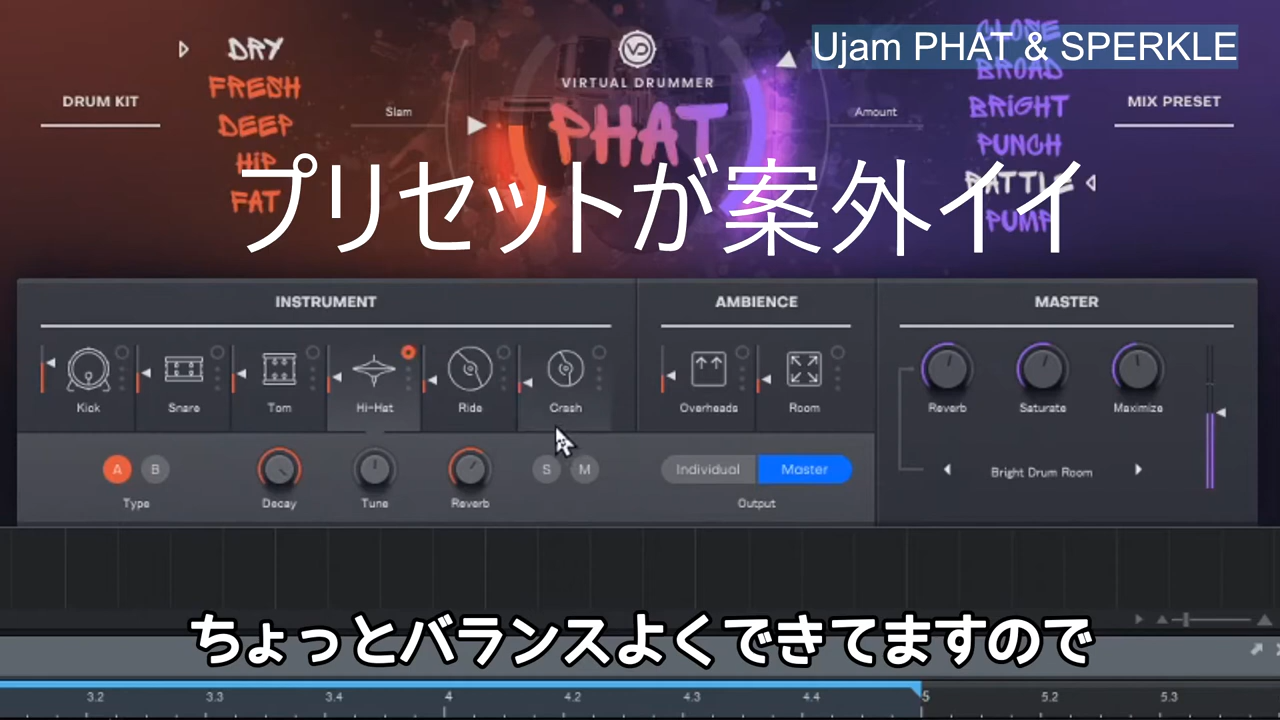 Ujam PHAT & SPERKLE
DRY
FRESH
DEEP
HiP
FAT
DRUM KIT
Slam
VD
VIRTUAL DRUMMER
PHAT
Amount
CLOSE
BROAD
BRiGHT
PUNCH
BATTLE
PUMP
MIX PRESET
プリセットが案外イイ
INSTRUMENT
AMBIENCE
MASTER
Kick
Snare
Tom
Hi-Hat
Ride
Crash
Overheads
Room
Reverb
Saturate
Maximize
A
B
Type
Decay
Tune
Reverb
S
M
Individual
Master
Output
Bright Drum Room
ちょっとバランスよくできてますので
3.2
3.3
3.4
4
4.2
4.3
4.4
5
5.2
5.3